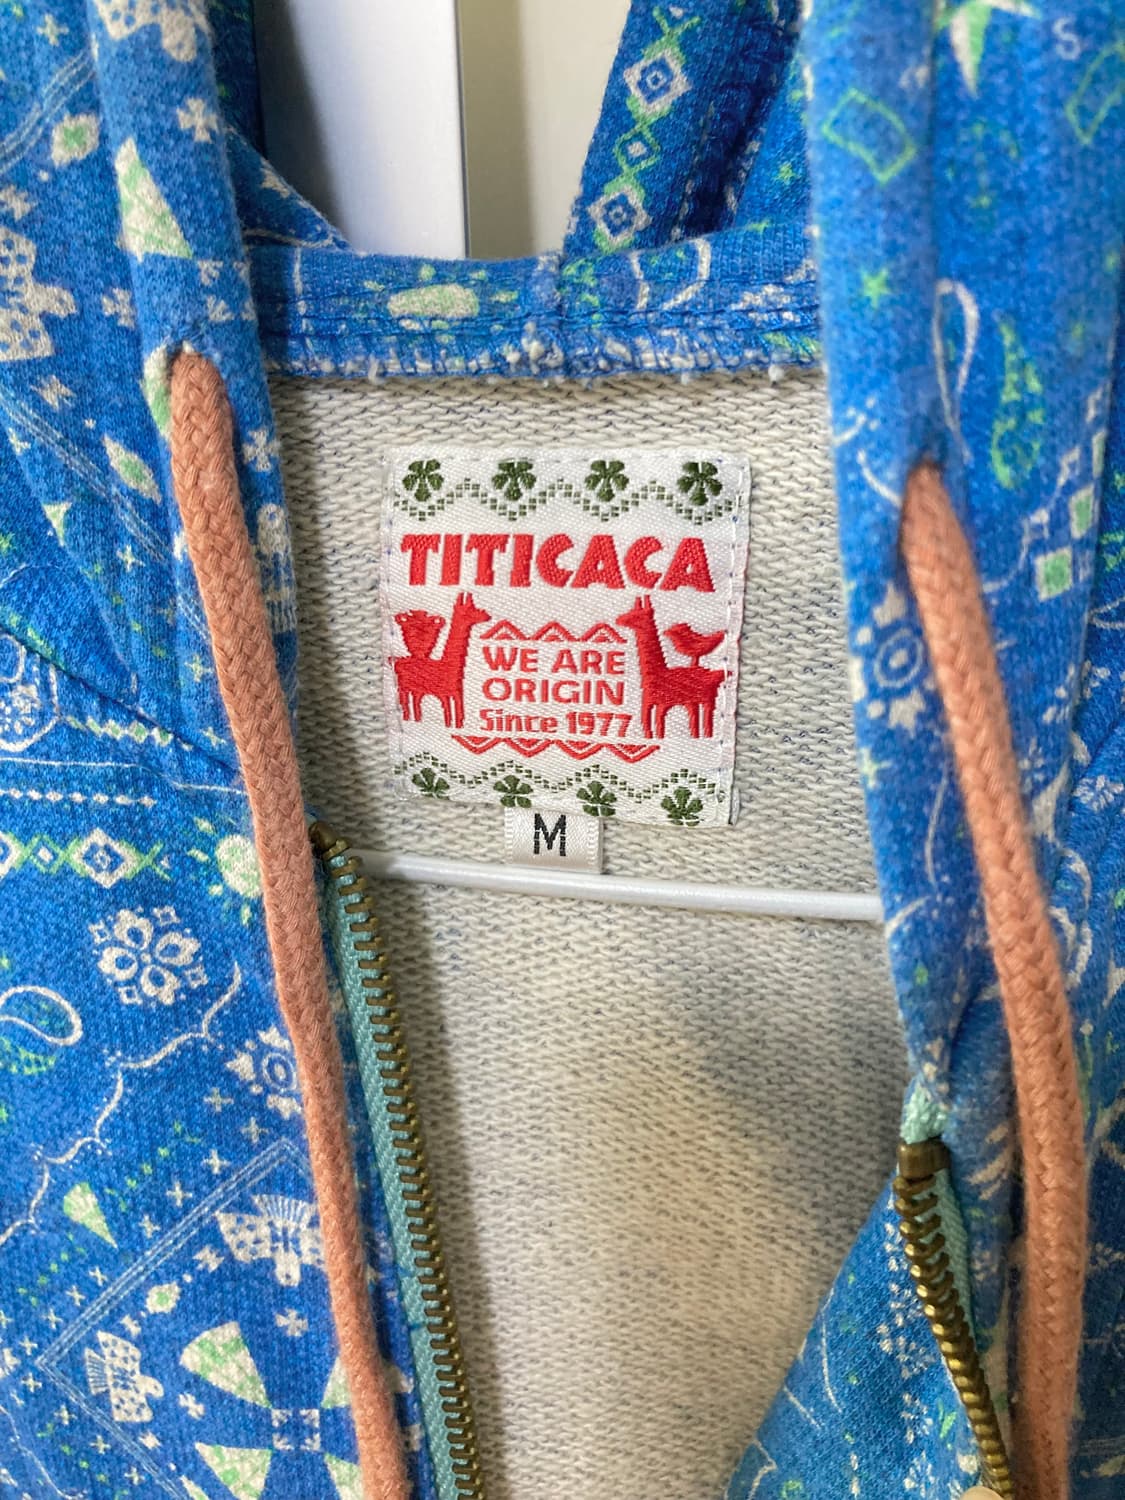 TITICACA
WE ARE
ORIGIN
Since 1977
M